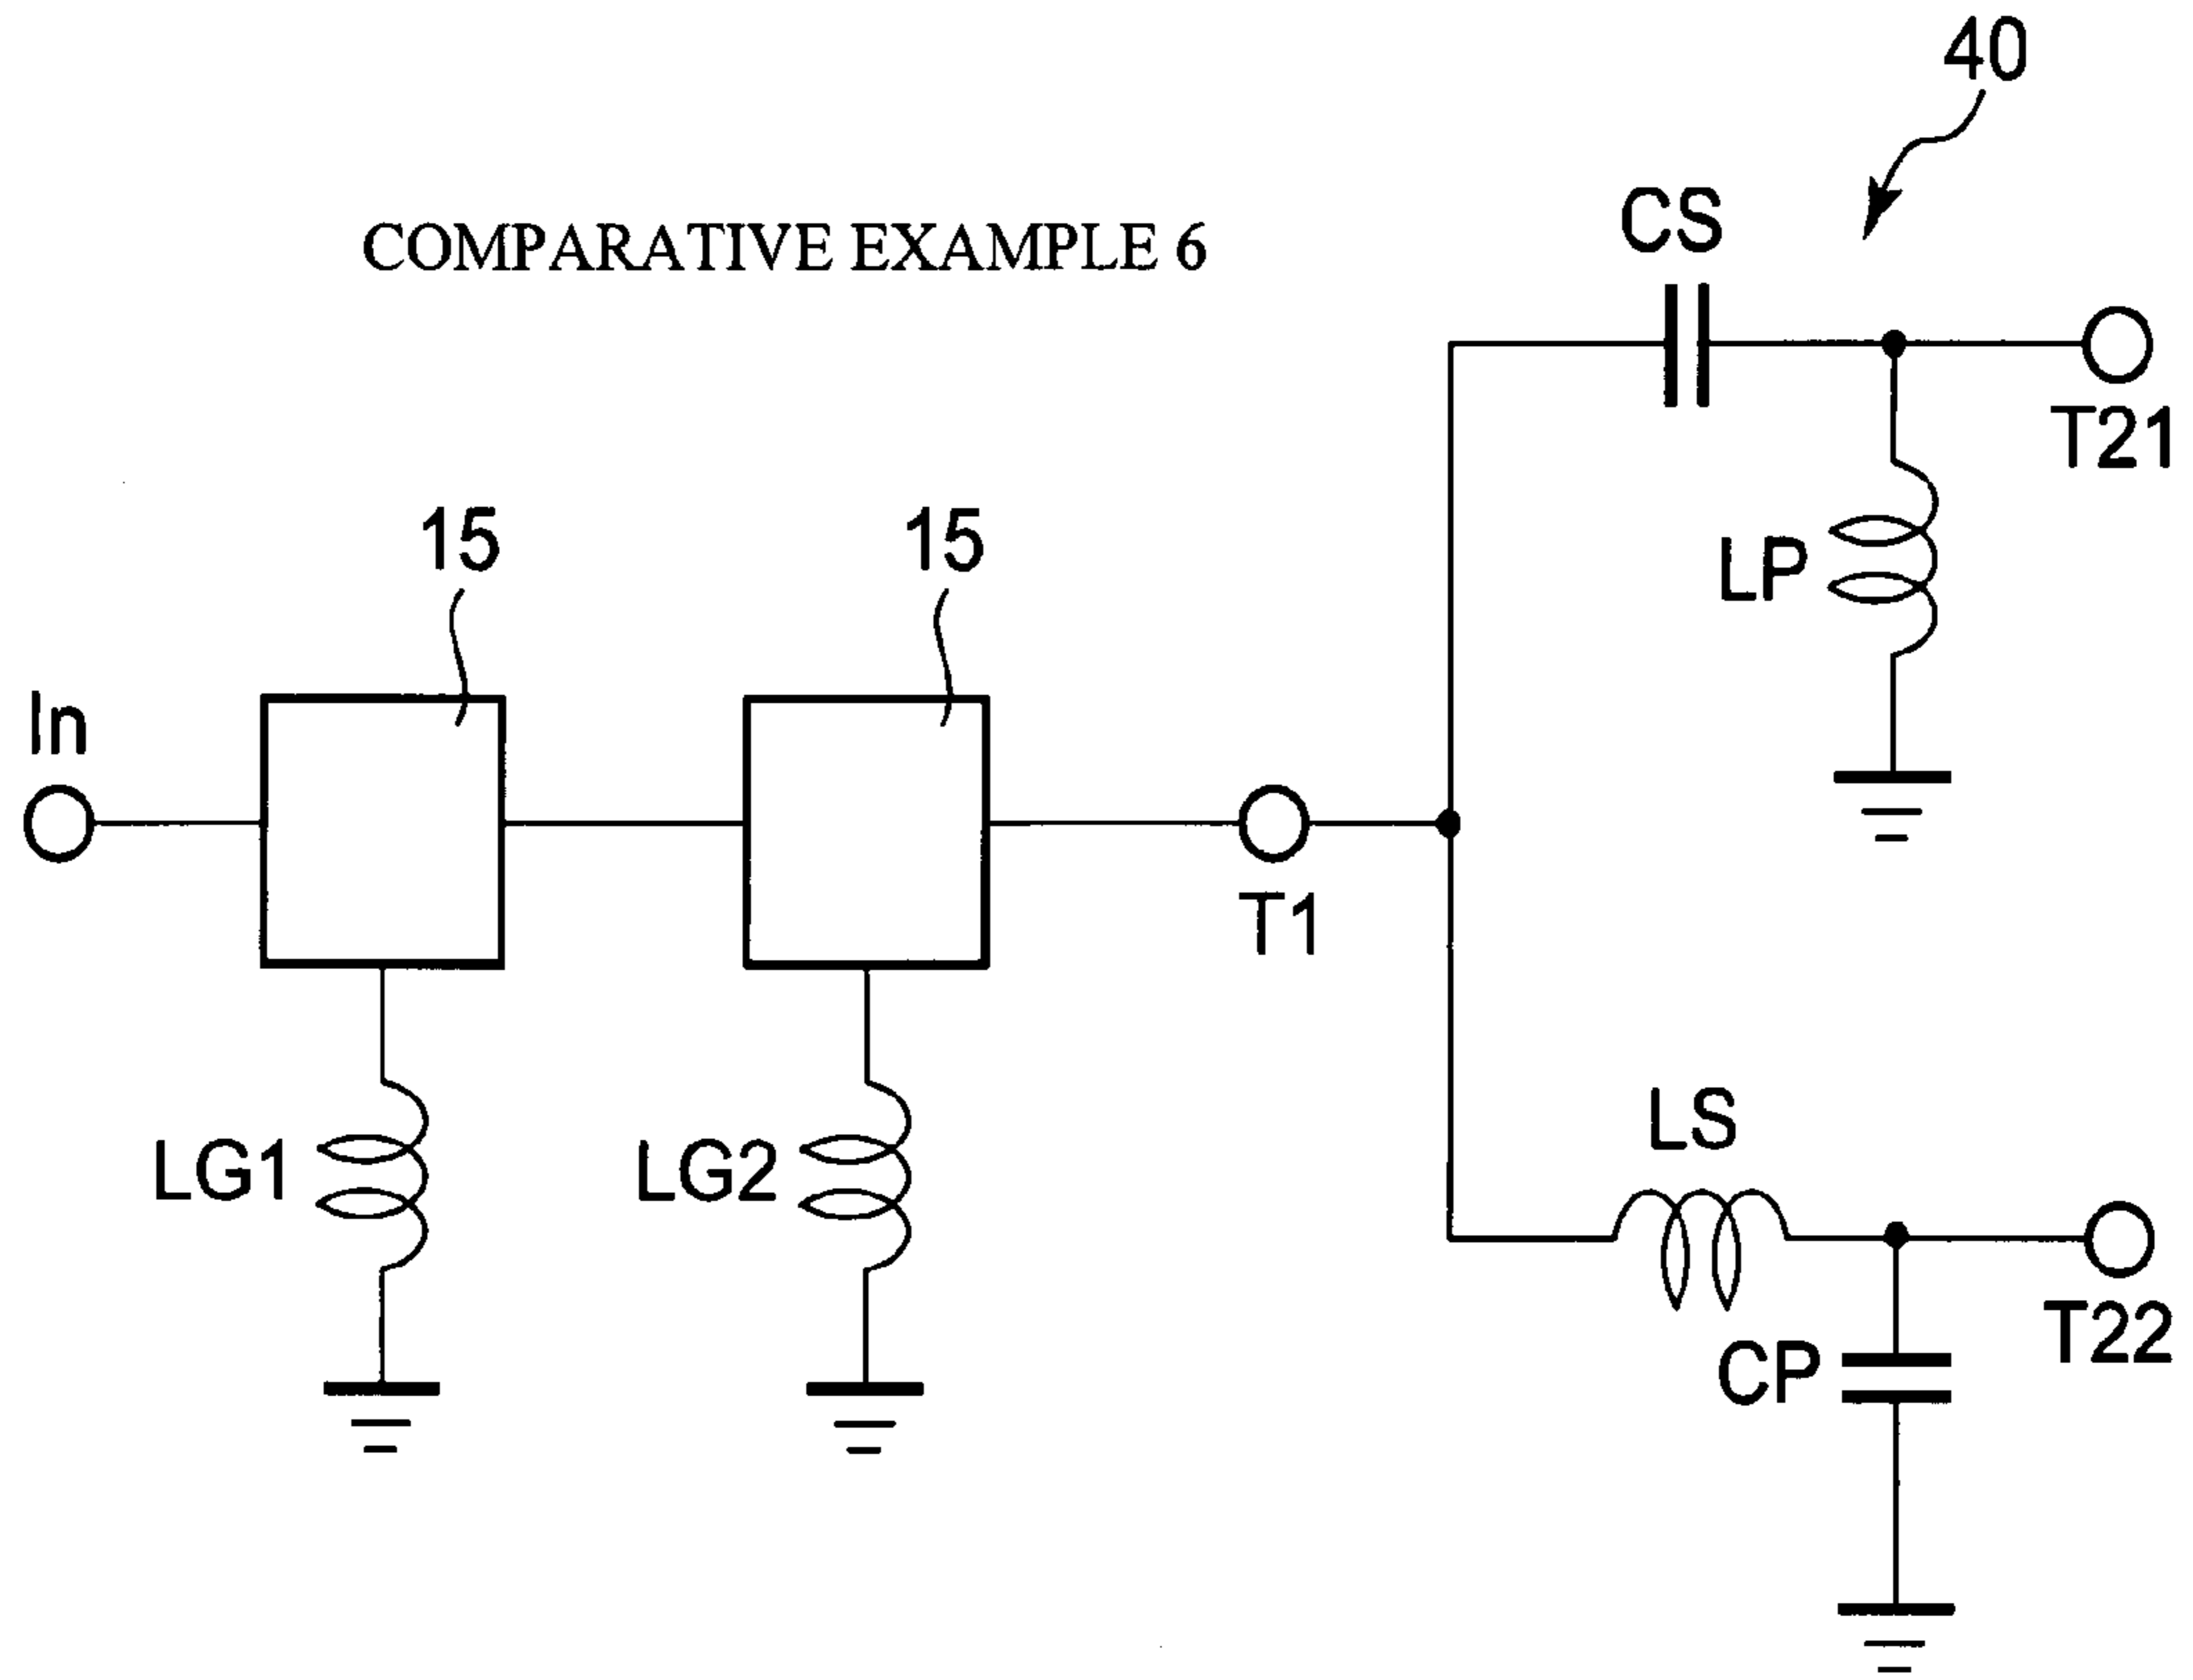 40
COMPARATIVE EXAMPLE 6
CS
T21
15
15
LP
In
T1
LS
LG1
LG2
T22
CP